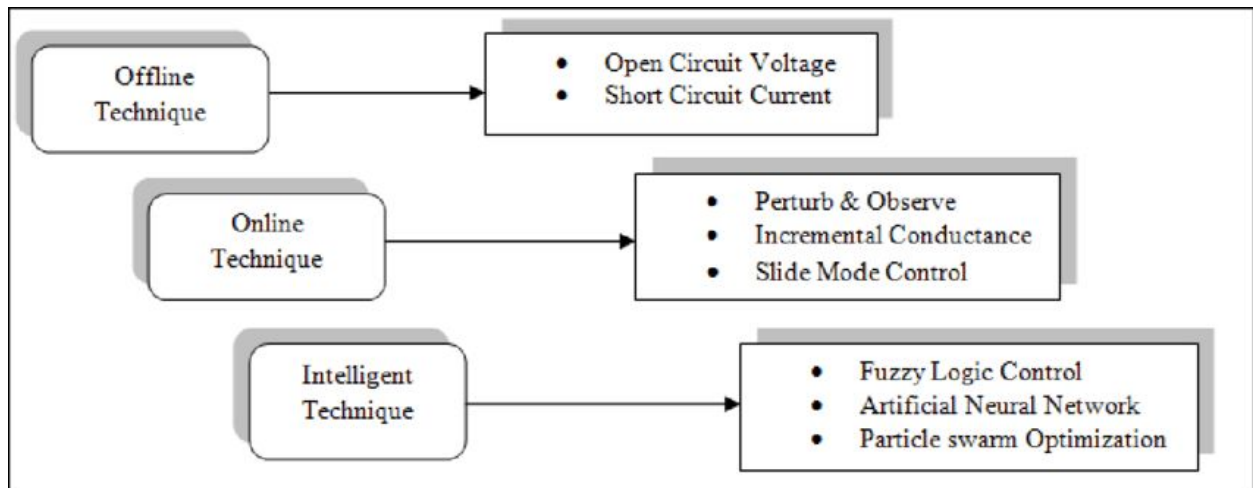 Offline
Technique
Open Circuit Voltage
Short Circuit Current
Online
Technique
Perturb & Observe
Incremental Conductance
Slide Mode Control
Intelligent
Technique
Fuzzy Logic Control
Artificial Neural Network
Particle swarm Optimization